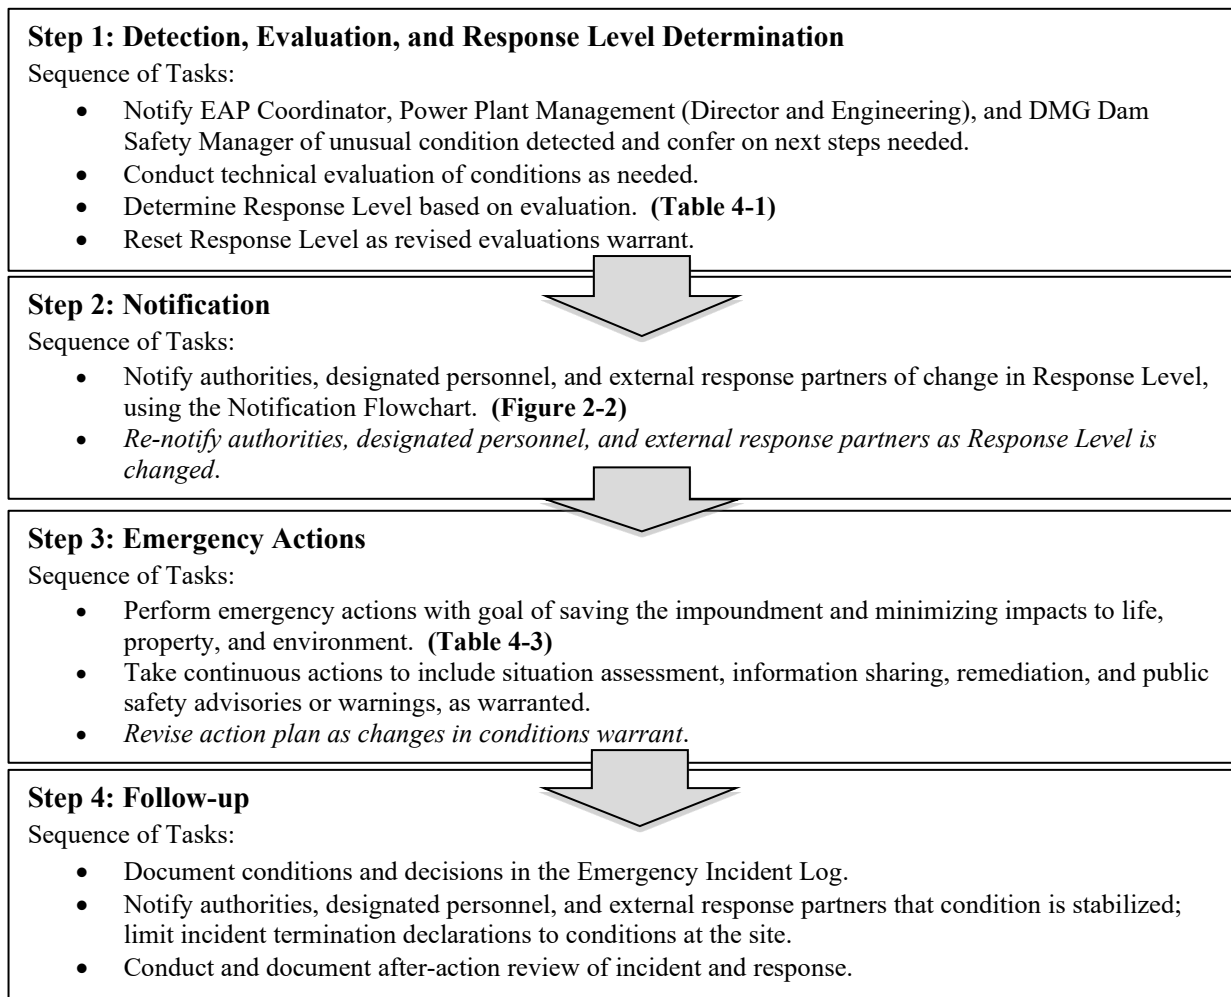 Step 1: Detection, Evaluation, and Response Level Determination
Sequence of Tasks:
• Notify EAP Coordinator, Power Plant Management (Director and Engineering), and DMG Dam
Safety Manager of unusual condition detected and confer on next steps needed.
• Conduct technical evaluation of conditions as needed.
• Determine Response Level based on evaluation. (Table 4-1)
• Reset Response Level as revised evaluations warrant.
Step 2: Notification
Sequence of Tasks:
• Notify authorities, designated personnel, and external response partners of change in Response Level,
using the Notification Flowchart. (Figure 2-2)
• Re-notify authorities, designated personnel, and external response partners as Response Level is
changed.
Step 3: Emergency Actions
Sequence of Tasks:
• Perform emergency actions with goal of saving the impoundment and minimizing impacts to life,
property, and environment. (Table 4-3)
• Take continuous actions to include situation assessment, information sharing, remediation, and public
safety advisories or warnings, as warranted.
• Revise action plan as changes in conditions warrant.
Step 4: Follow-up
Sequence of Tasks:
• Document conditions and decisions in the Emergency Incident Log.
• Notify authorities, designated personnel, and external response partners that condition is stabilized;
limit incident termination declarations to conditions at the site.
• Conduct and document after-action review of incident and response.